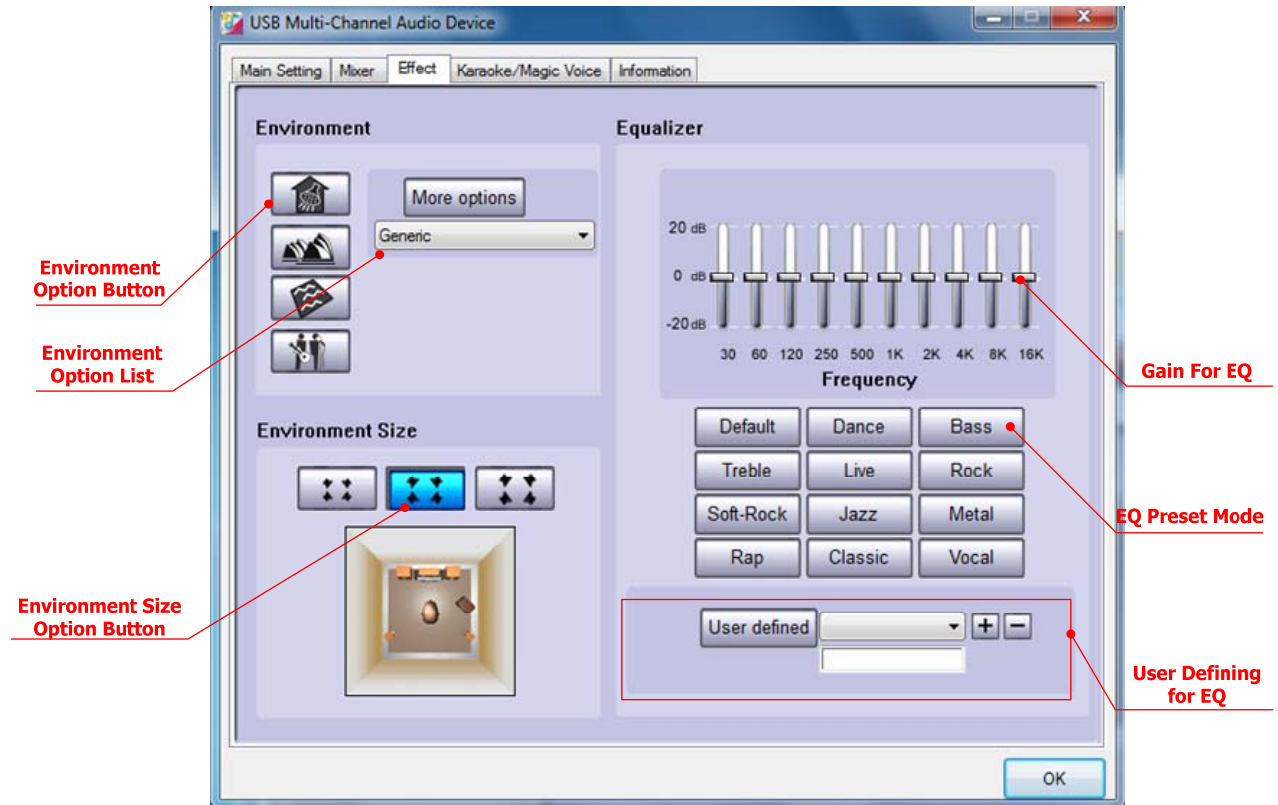 USB Multi-Channel Audio Device
Main Setting Mixer Effect Karaoke/Magic Voice Information
Environment
More options
Generic
Environment
Option Button
Environment
Option List
Environment Size
Environment Size
Option Button
Equalizer
20 dB
0 dB
-20 dB
30 60 120 250 500 1K 2K 4K 8K 16K
Frequency
Gain For EQ
Default Dance Bass
Treble Live Rock
Soft-Rock Jazz Metal
Rap Classic Vocal
EQ Preset Mode
User defined
User Defining
for EQ
OK